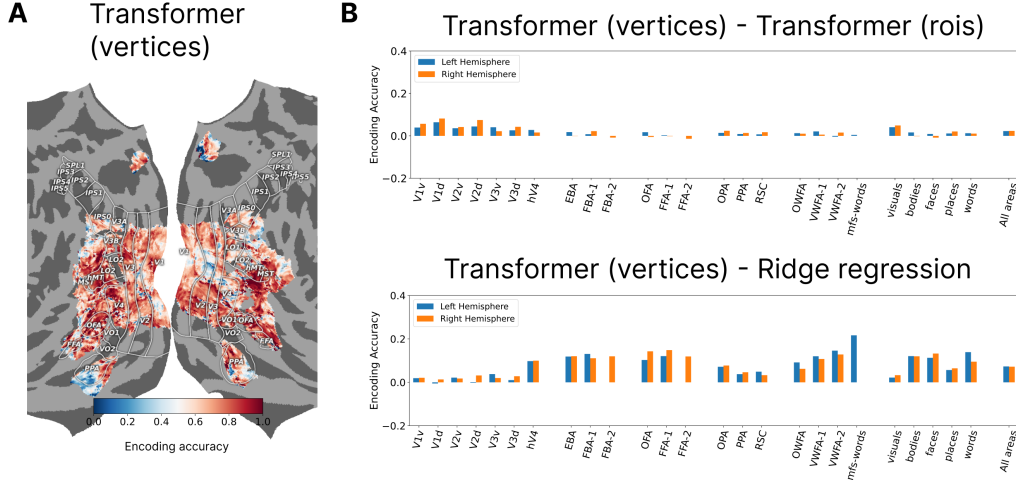 A
Transformer
(vertices)
SPL1
IPS3
IPS4 IPS2
IPS5
IPS1
IPS0
V3A
V3B
LO2
V3
V1
LO2
hMT
MST
V4
V2
OFA
VO1
FFA
VO2
PPA
SPL1
IPS3
IPS2 IPS4 IPS5
IPS1
V3A IPS0
V3B
V1
LO1
LO2
hMT
MST
V4
V2 V3
VO1 OFA
VO2
FFA
PPA
0.0 0.2 0.4 0.6 0.8 1.0
Encoding accuracy
B
Transformer (vertices) - Transformer (rois)
Encoding Accuracy
0.4
0.2
0.0
−0.2
Left Hemisphere
Right Hemisphere
V1v V1d V2v V2d V3v V3d hV4 EBA FBA-1 FBA-2 OFA FFA-1 FFA-2 OPA PPA RSC OWFA VWFA-1 VWFA-2 mfs-words visuals bodies faces places words All areas
Transformer (vertices) - Ridge regression
Encoding Accuracy
0.4
0.2
0.0
−0.2
Left Hemisphere
Right Hemisphere
V1v V1d V2v V2d V3v V3d hV4 EBA FBA-1 FBA-2 OFA FFA-1 FFA-2 OPA PPA RSC OWFA VWFA-1 VWFA-2 mfs-words visuals bodies faces places words All areas